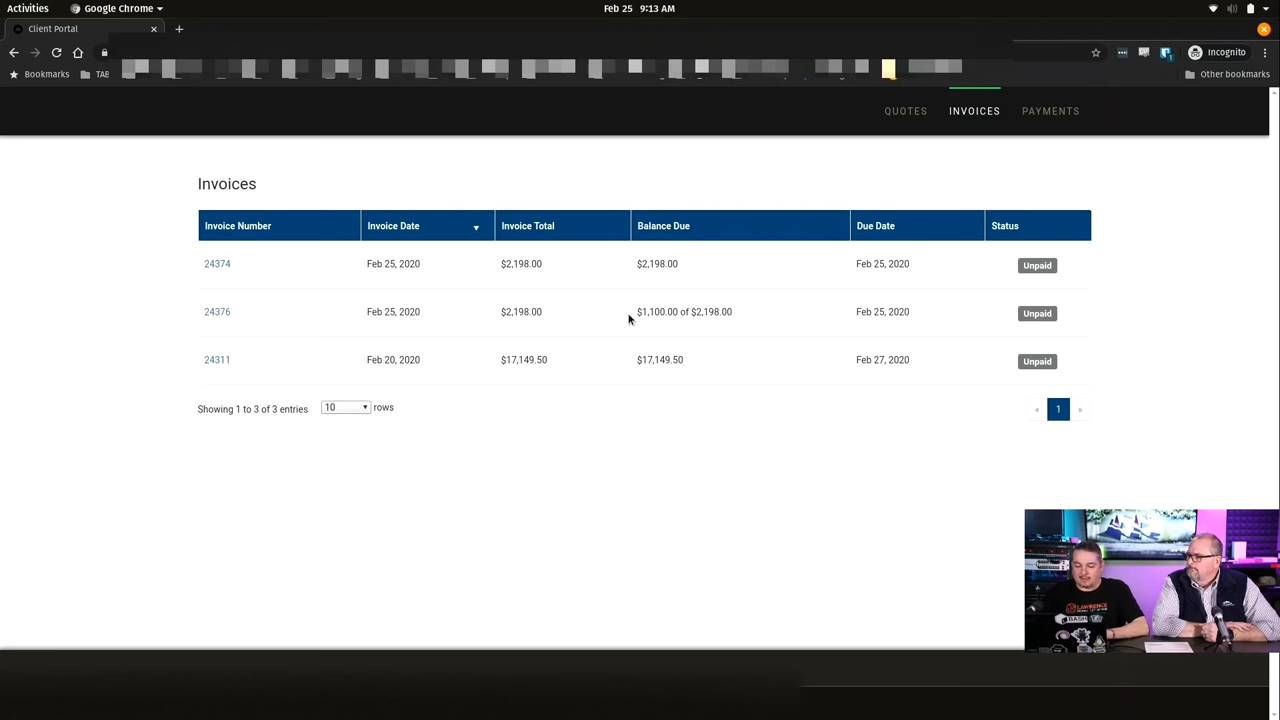 Activities Google Chrome Feb 25 9:13 AM
Client Portal
Incognito
Bookmarks TAB Other bookmarks
QUOTES INVOICES PAYMENTS
Invoices
Invoice Number Invoice Date Invoice Total Balance Due Due Date Status
24374 Feb 25, 2020 $2,198.00 $2,198.00 Feb 25, 2020 Unpaid
24376 Feb 25, 2020 $2,198.00 $1,100.00 of $2,198.00 Feb 25, 2020 Unpaid
24311 Feb 20, 2020 $17,149.50 $17,149.50 Feb 27, 2020 Unpaid
Showing 1 to 3 of 3 entries 10 rows « 1 »
LAWRENCE
BASH